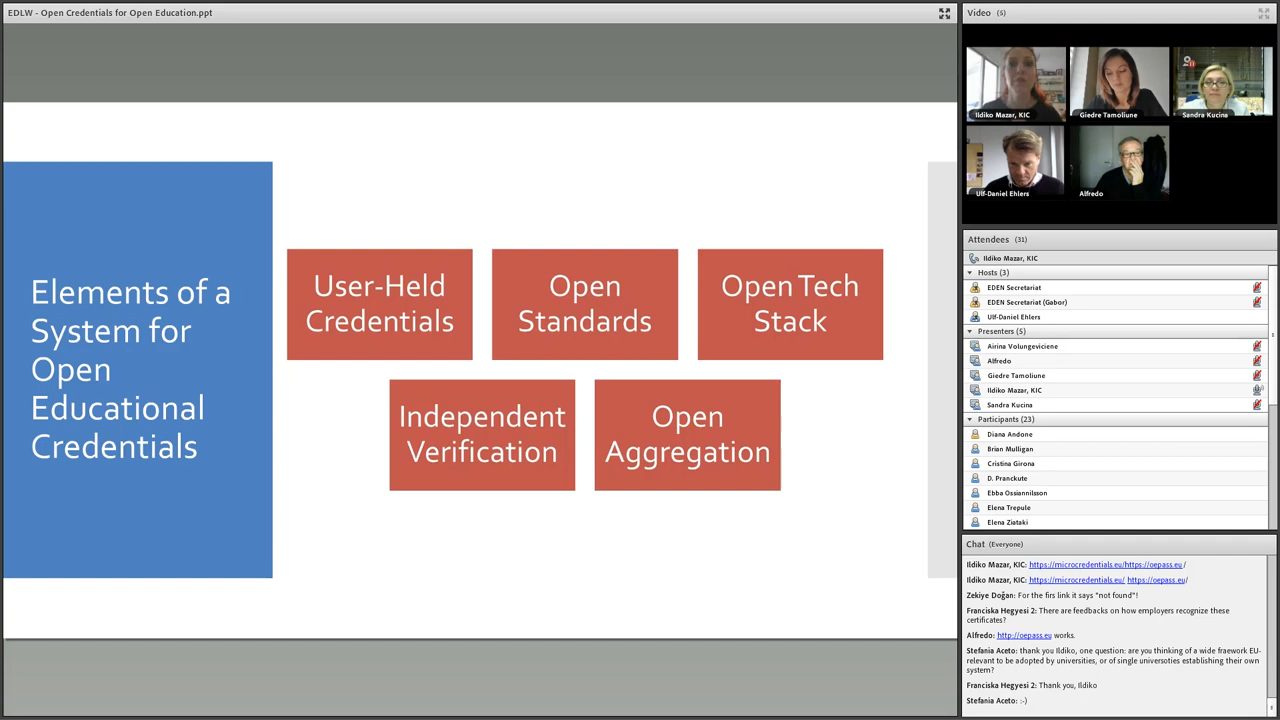 EDLW - Open Credentials for Open Education.ppt
Elements of a
System for
Open
Educational
Credentials
User-Held
Credentials
Open
Standards
Open Tech
Stack
Independent
Verification
Open
Aggregation
Video (5)
Ildiko Mazar, KIC
Giedre Tamoliune
Sandra Kucina
Ulf-Daniel Ehlers
Alfredo
Attendees (31)
Ildiko Mazar, KIC
Hosts (3)
EDEN Secretariat
EDEN Secretariat (Gabor)
Ulf-Daniel Ehlers
Presenters (5)
Airina Volungeviciene
Alfredo
Giedre Tamoliune
Ildiko Mazar, KIC
Sandra Kucina
Participants (23)
Diana Andone
Brian Mulligan
Cristina Girona
D. Pranckute
Ebba Ossiannilsson
Elena Trepule
Elena Ziataki
Chat (Everyone)
Ildiko Mazar, KIC: https://microcredentials.eu/https://oepass.eu /
Ildiko Mazar, KIC: https://microcredentials.eu/ https://oepass.eu/
Zekiye Doğan: For the firs link it says "not found"!
Franciska Hegyesi 2: There are feedbacks on how employers recognize these
certificates?
Alfredo: http://oepass.eu works.
Stefania Aceto: thank you Ildiko, one question: are you thinking of a wide fraework EU-
relevant to be adopted by universities, or of single universoties establishing their own
system?
Franciska Hegyesi 2: Thank you, Ildiko
Stefania Aceto: :-)